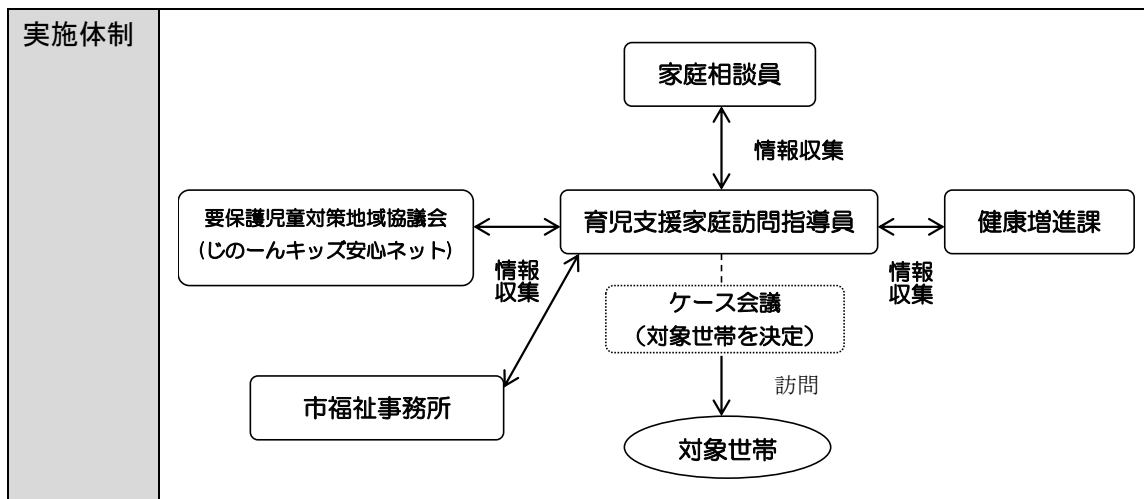 実施体制
家庭相談員
情報収集
要保護児童対策地域協議会
(じのーんキッズ安心ネット)
育児支援家庭訪問指導員
健康増進課
情報
収集
情報
収集
ケース会議
(対象世帯を決定)
訪問
市福祉事務所
対象世帯